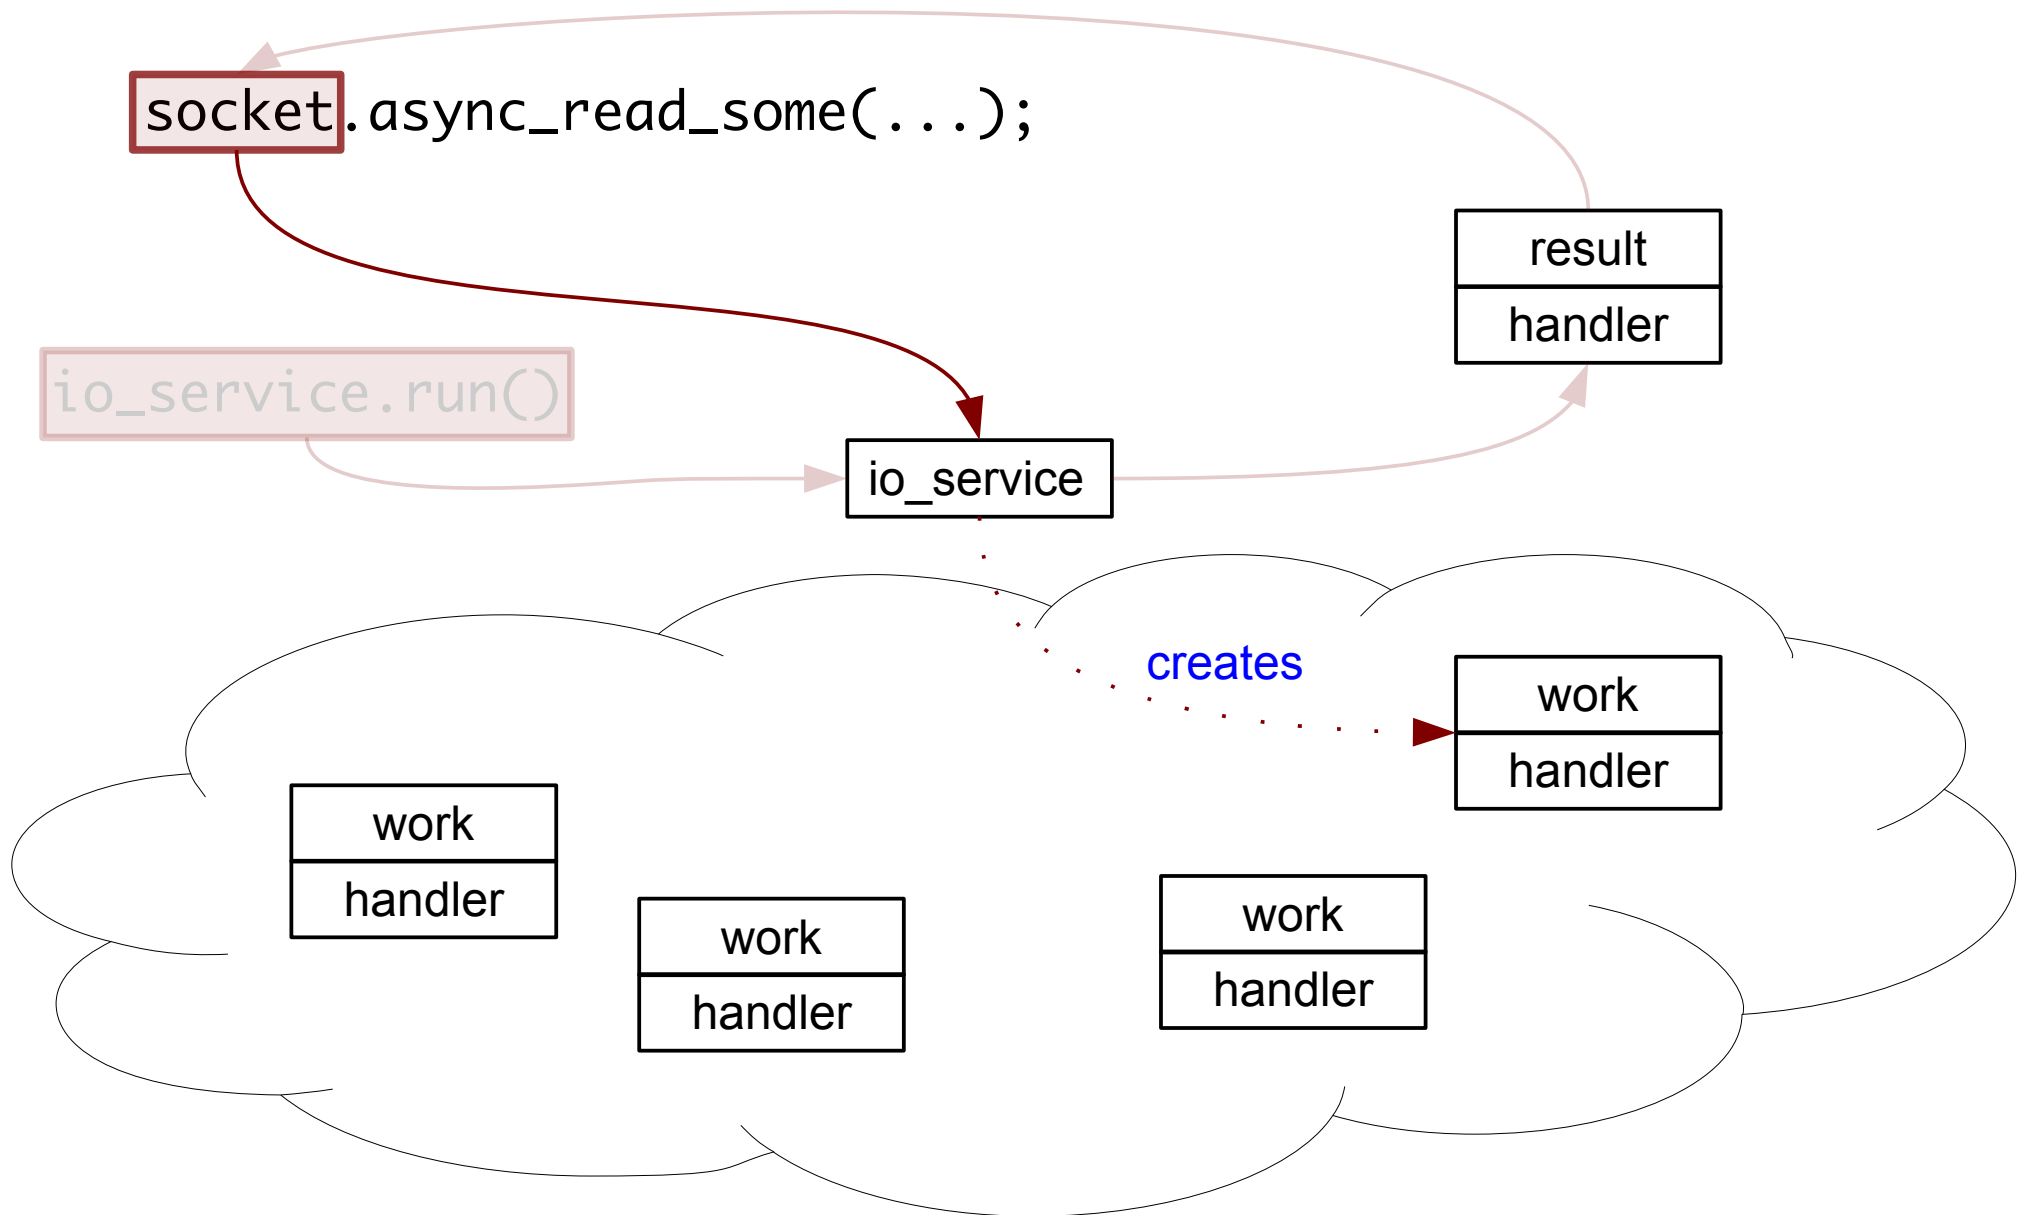 socket.async_read_some(...);
result
handler
io_service.run()
io_service
creates
work
handler
work
handler
work
handler
work
handler